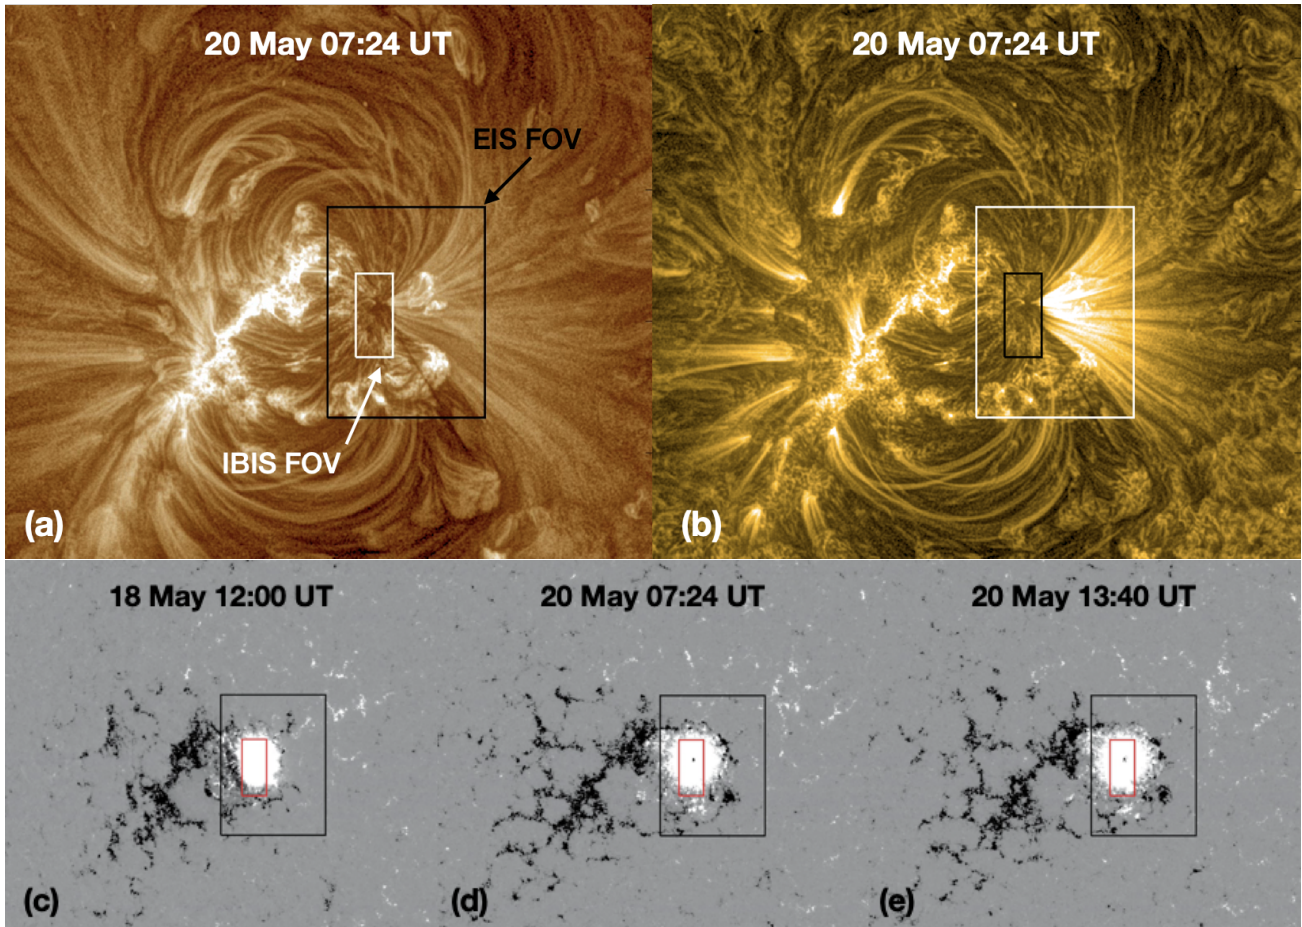 20 May 07:24 UT
20 May 07:24 UT
EIS FOV
IBIS FOV
(a)
(b)
18 May 12:00 UT
20 May 07:24 UT
20 May 13:40 UT
(c)
(d)
(e)